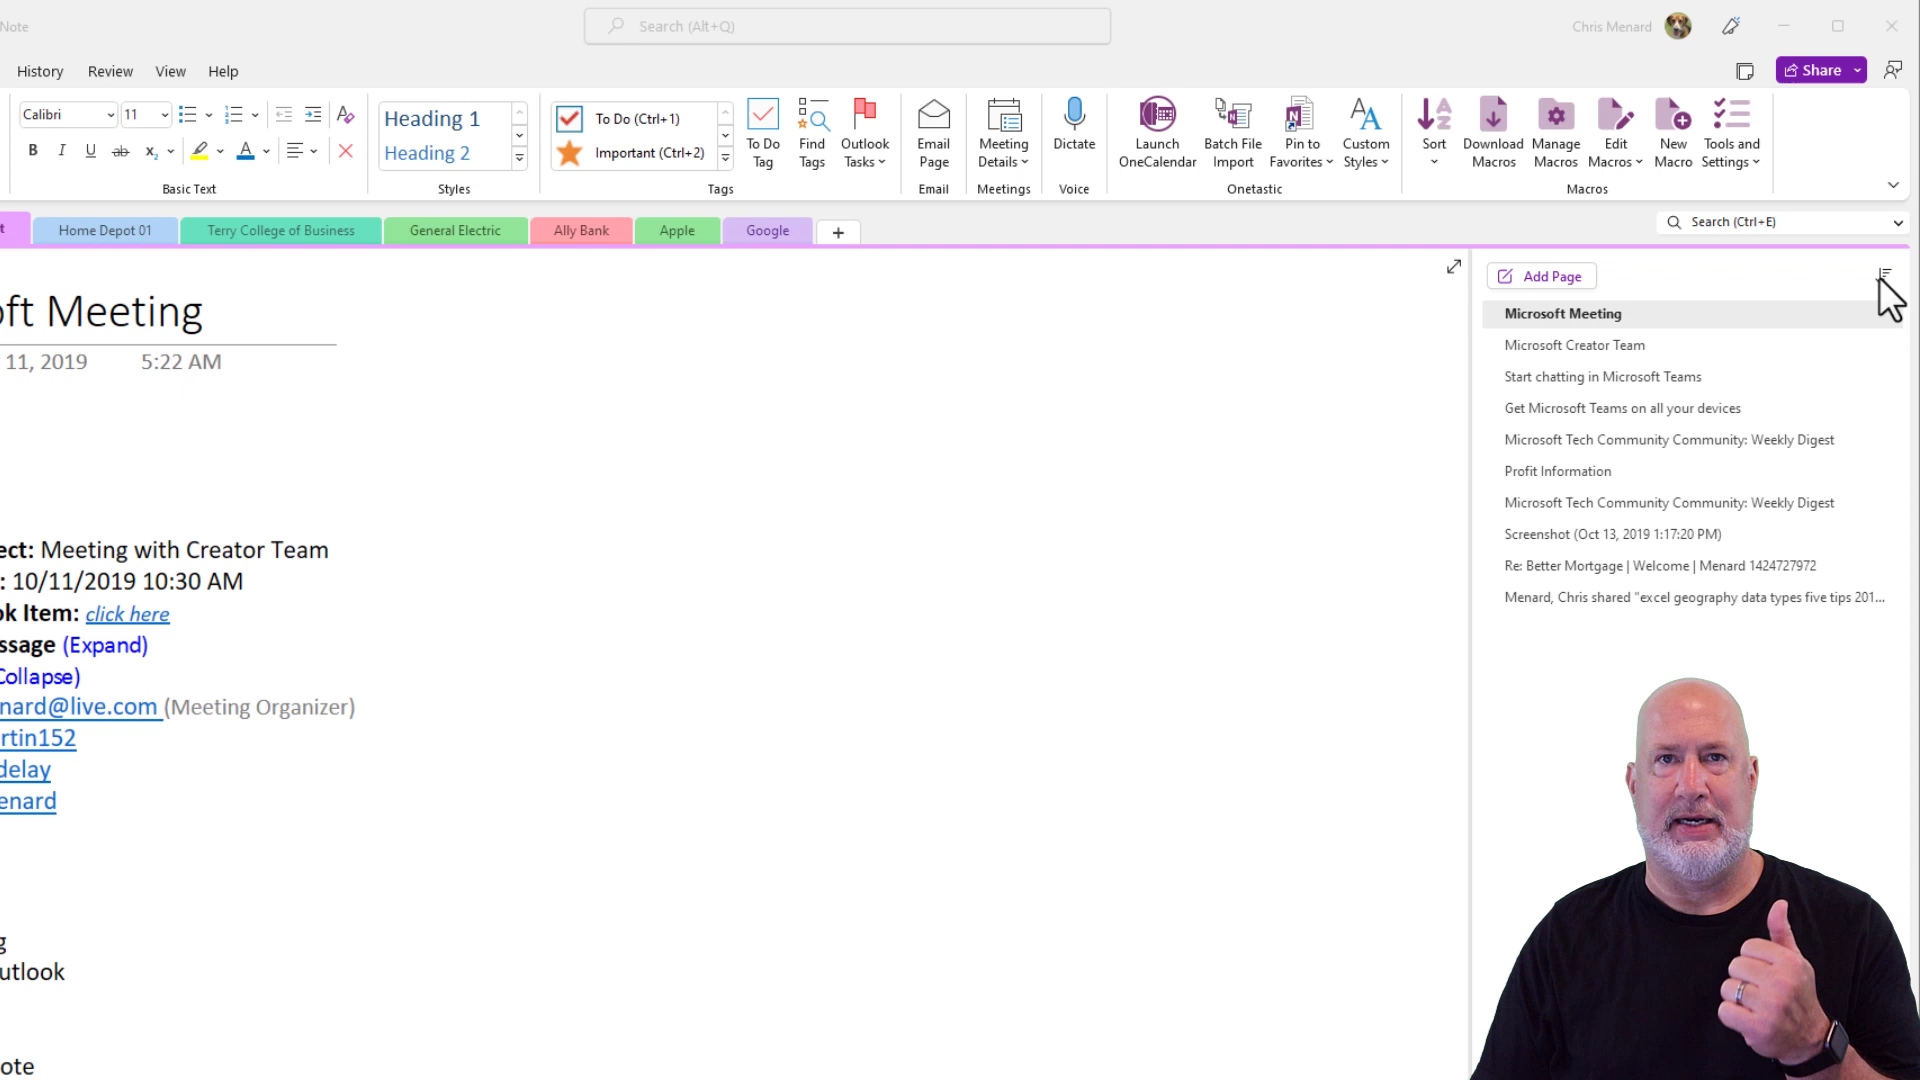 Note
Search (Alt+Q)
Chris Menard
History
Review
View
Help
Share
Calibri
11
Heading 1
Heading 2
To Do (Ctrl+1)
Important (Ctrl+2)
To Do Tag
Find Tags
Outlook Tasks
Email Page
Meeting Details
Dictate
Launch OneCalendar
Batch File Import
Pin to Favorites
Custom Styles
Sort
Download Macros
Manage Macros
Edit Macros
New Macro
Tools and Settings
Basic Text
Styles
Tags
Email
Meetings
Voice
Onetastic
Macros
t
Home Depot 01
Terry College of Business
General Electric
Ally Bank
Apple
Google
+
Search (Ctrl+E)
oft Meeting
11, 2019
5:22 AM
ect: Meeting with Creator Team
: 10/11/2019 10:30 AM
ok Item: click here
ssage (Expand)
Collapse)
nard@live.com (Meeting Organizer)
rtin152
delay
enard
g
utlook
ote
Add Page
Microsoft Meeting
Microsoft Creator Team
Start chatting in Microsoft Teams
Get Microsoft Teams on all your devices
Microsoft Tech Community Community: Weekly Digest
Profit Information
Microsoft Tech Community Community: Weekly Digest
Screenshot (Oct 13, 2019 1:17:20 PM)
Re: Better Mortgage | Welcome | Menard 1424727972
Menard, Chris shared "excel geography data types five tips 201...